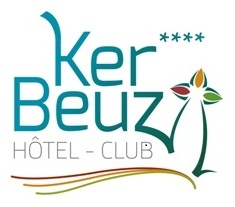 Ker ****
Beuz
HÔTEL - CLUB